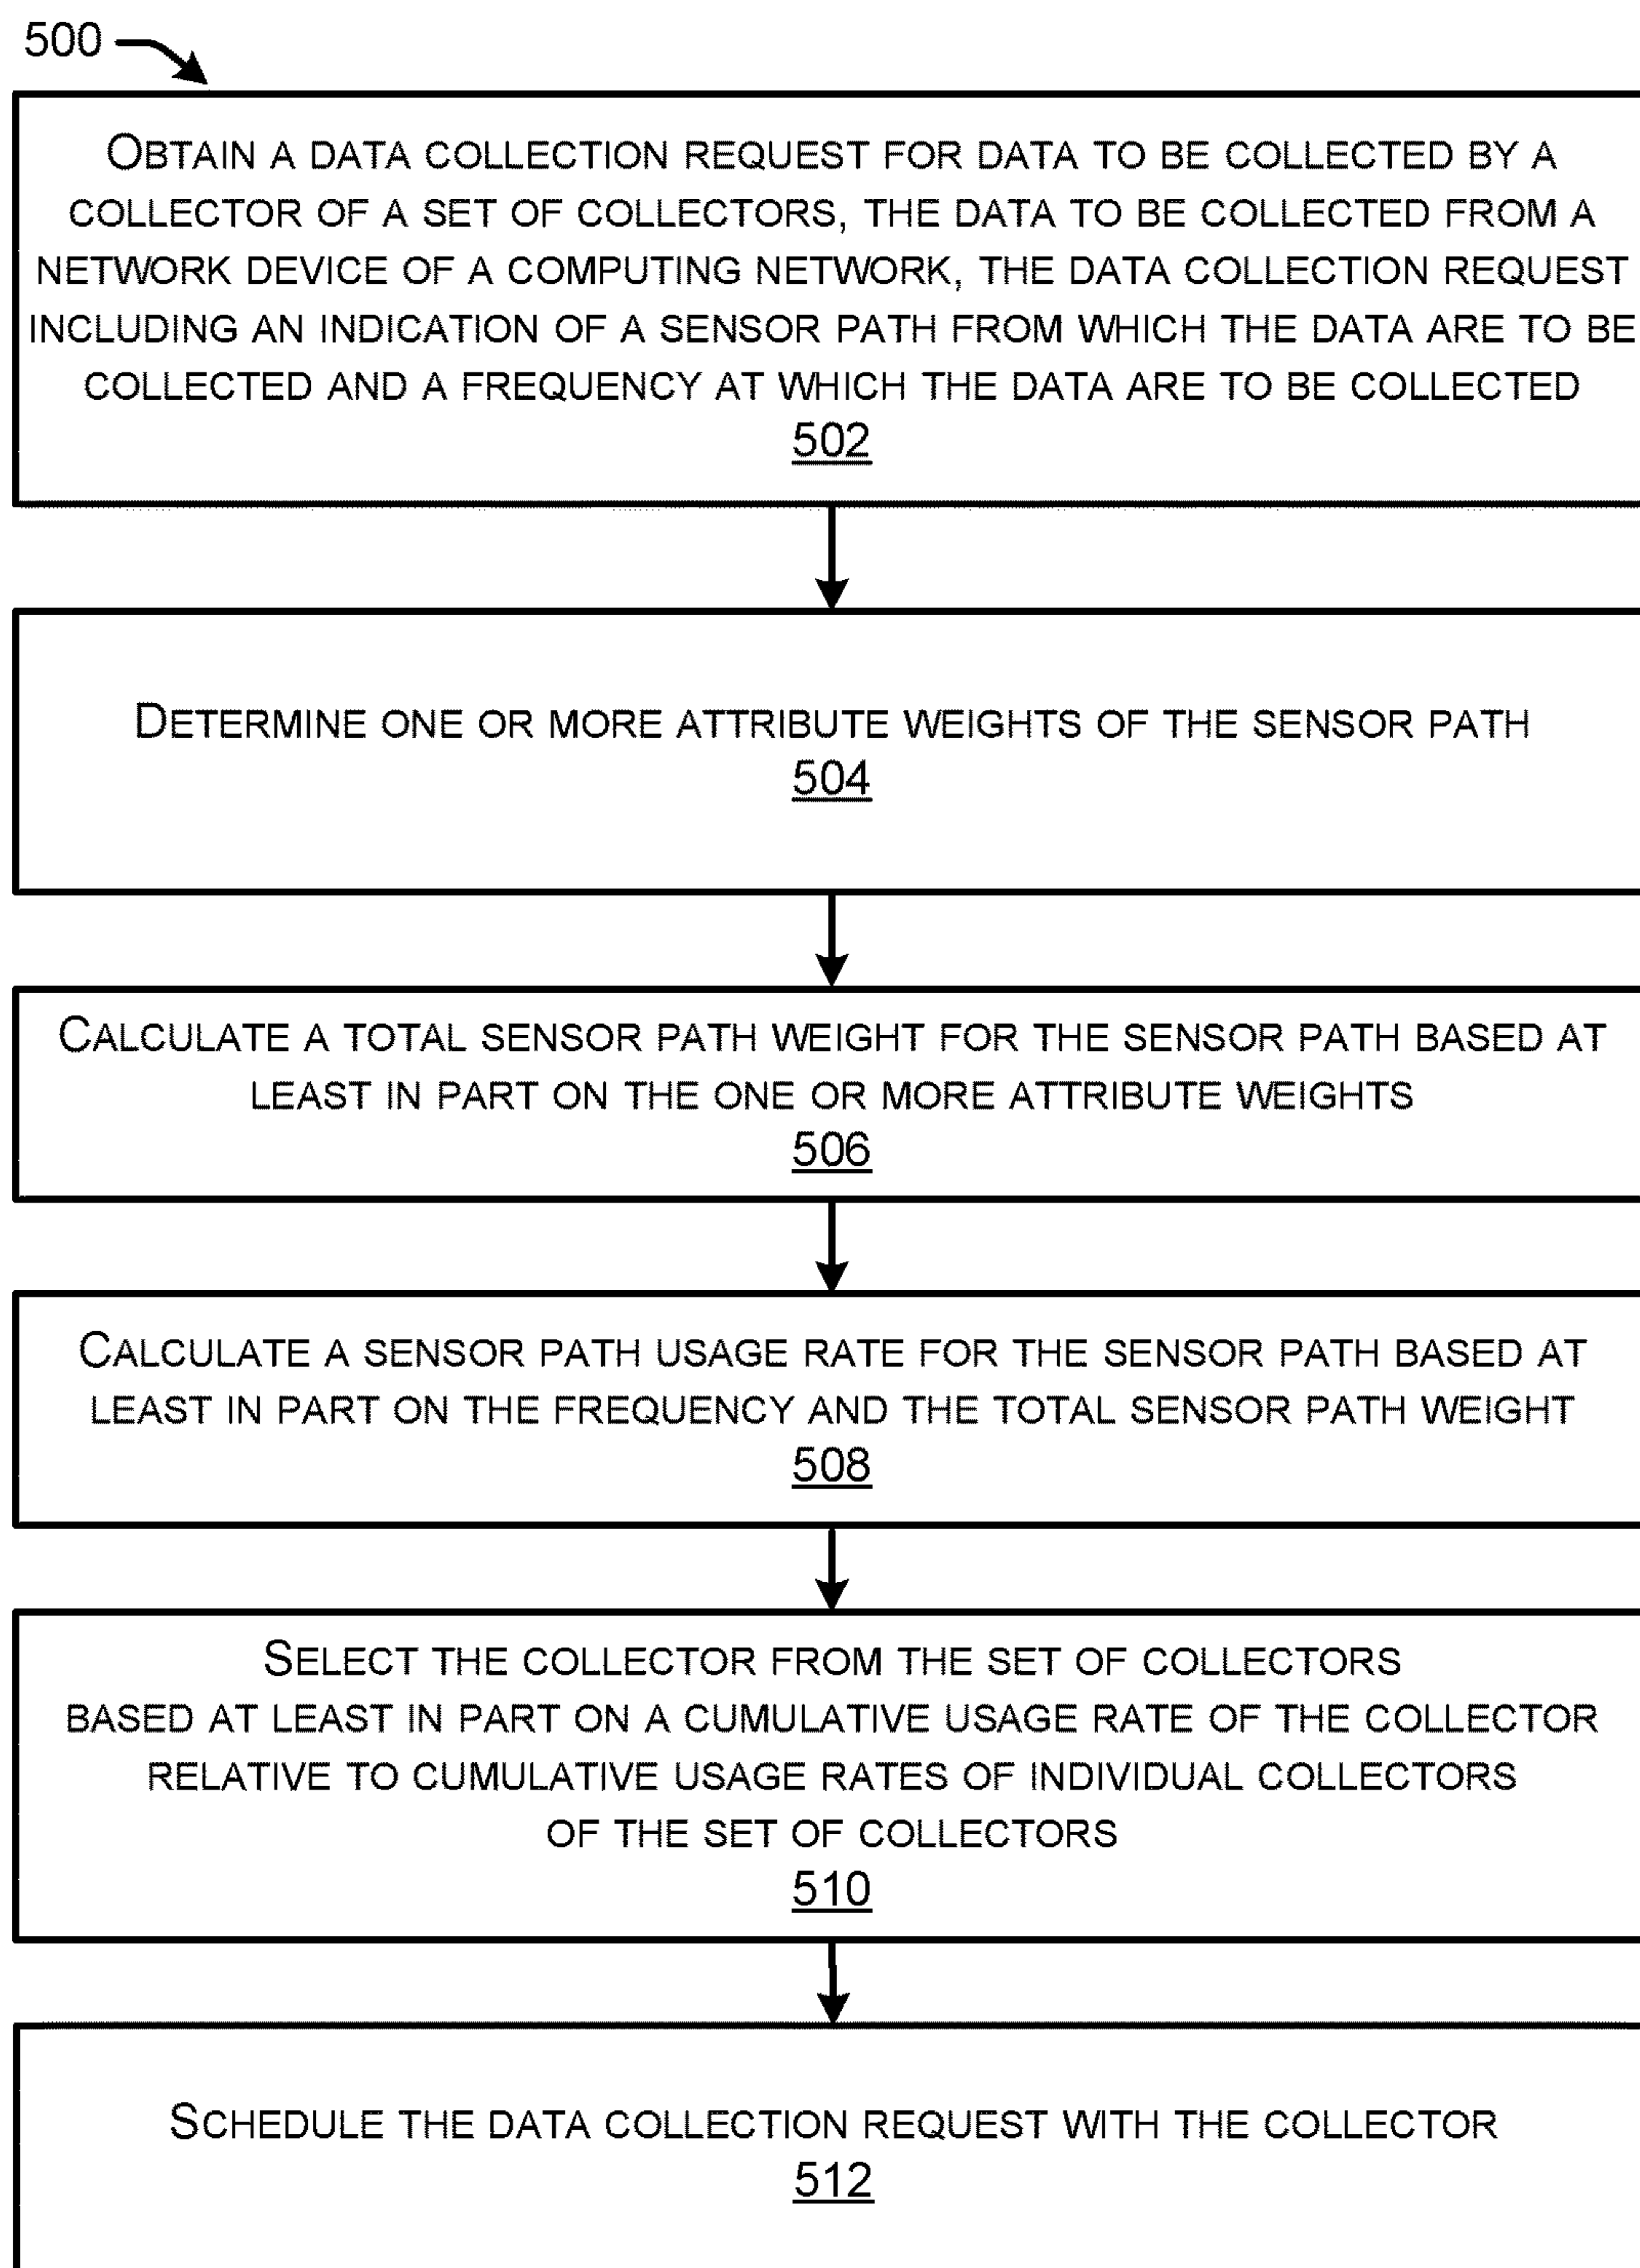 500
OBTAIN A DATA COLLECTION REQUEST FOR DATA TO BE COLLECTED BY A
COLLECTOR OF A SET OF COLLECTORS, THE DATA TO BE COLLECTED FROM A
NETWORK DEVICE OF A COMPUTING NETWORK, THE DATA COLLECTION REQUEST
INCLUDING AN INDICATION OF A SENSOR PATH FROM WHICH THE DATA ARE TO BE
COLLECTED AND A FREQUENCY AT WHICH THE DATA ARE TO BE COLLECTED
502
DETERMINE ONE OR MORE ATTRIBUTE WEIGHTS OF THE SENSOR PATH
504
CALCULATE A TOTAL SENSOR PATH WEIGHT FOR THE SENSOR PATH BASED AT
LEAST IN PART ON THE ONE OR MORE ATTRIBUTE WEIGHTS
506
CALCULATE A SENSOR PATH USAGE RATE FOR THE SENSOR PATH BASED AT
LEAST IN PART ON THE FREQUENCY AND THE TOTAL SENSOR PATH WEIGHT
508
SELECT THE COLLECTOR FROM THE SET OF COLLECTORS
BASED AT LEAST IN PART ON A CUMULATIVE USAGE RATE OF THE COLLECTOR
RELATIVE TO CUMULATIVE USAGE RATES OF INDIVIDUAL COLLECTORS
OF THE SET OF COLLECTORS
510
SCHEDULE THE DATA COLLECTION REQUEST WITH THE COLLECTOR
512